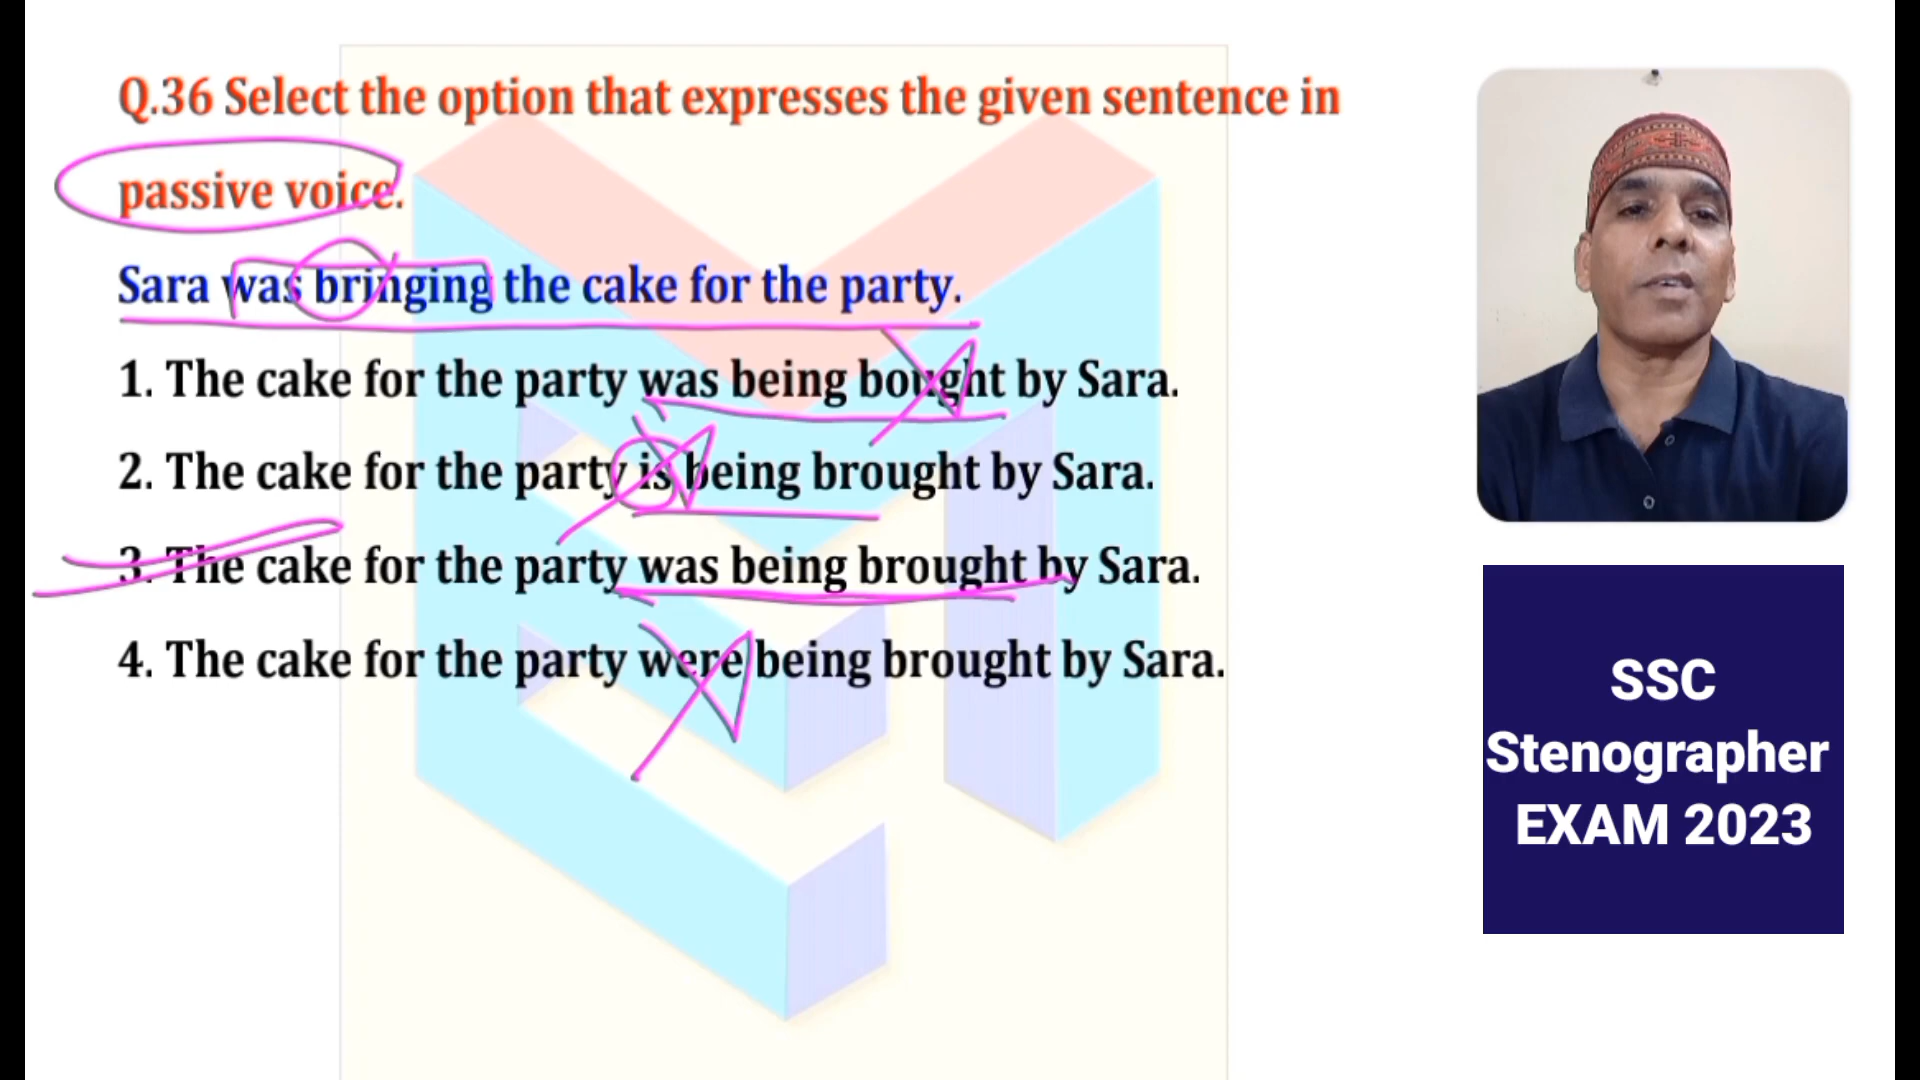 Q.36 Select the option that expresses the given sentence in
passive voice.
Sara was bringing the cake for the party.
1. The cake for the party was being bought by Sara.
2. The cake for the party is being brought by Sara.
3. The cake for the party was being brought by Sara.
4. The cake for the party were being brought by Sara.
SSC
Stenographer
EXAM 2023